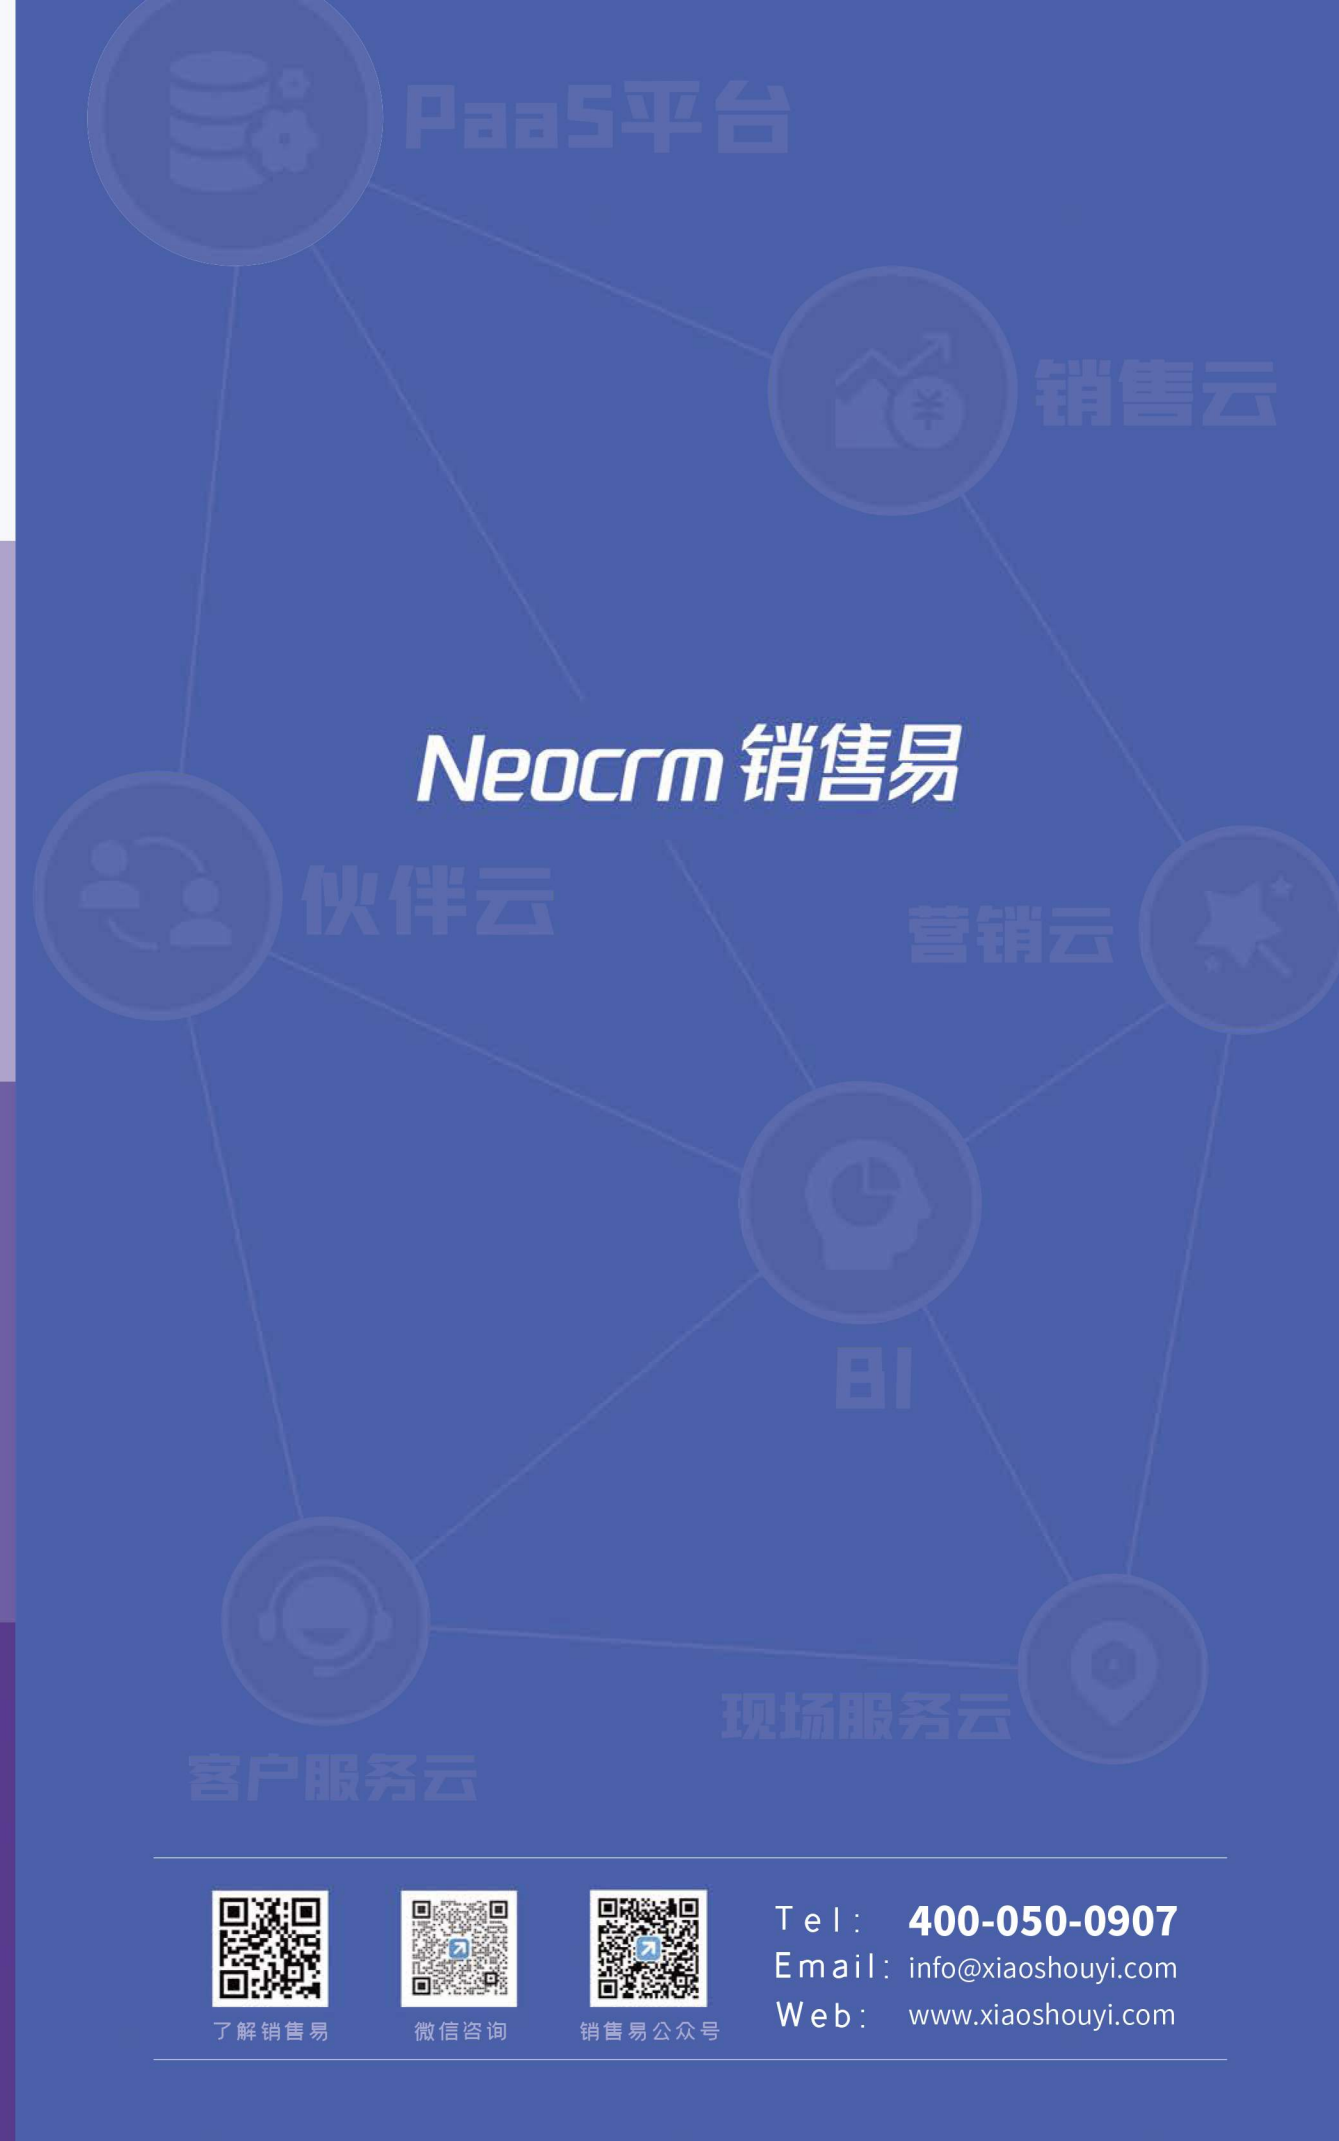 PaaS平台
销售云
Neocrm 销售易
伙伴云
营销云
BI
现场服务云
客户服务云
了解销售易
微信咨询
销售易公众号
Tel: 400-050-0907
Email: info@xiaoshouyi.com
Web: www.xiaoshouyi.com